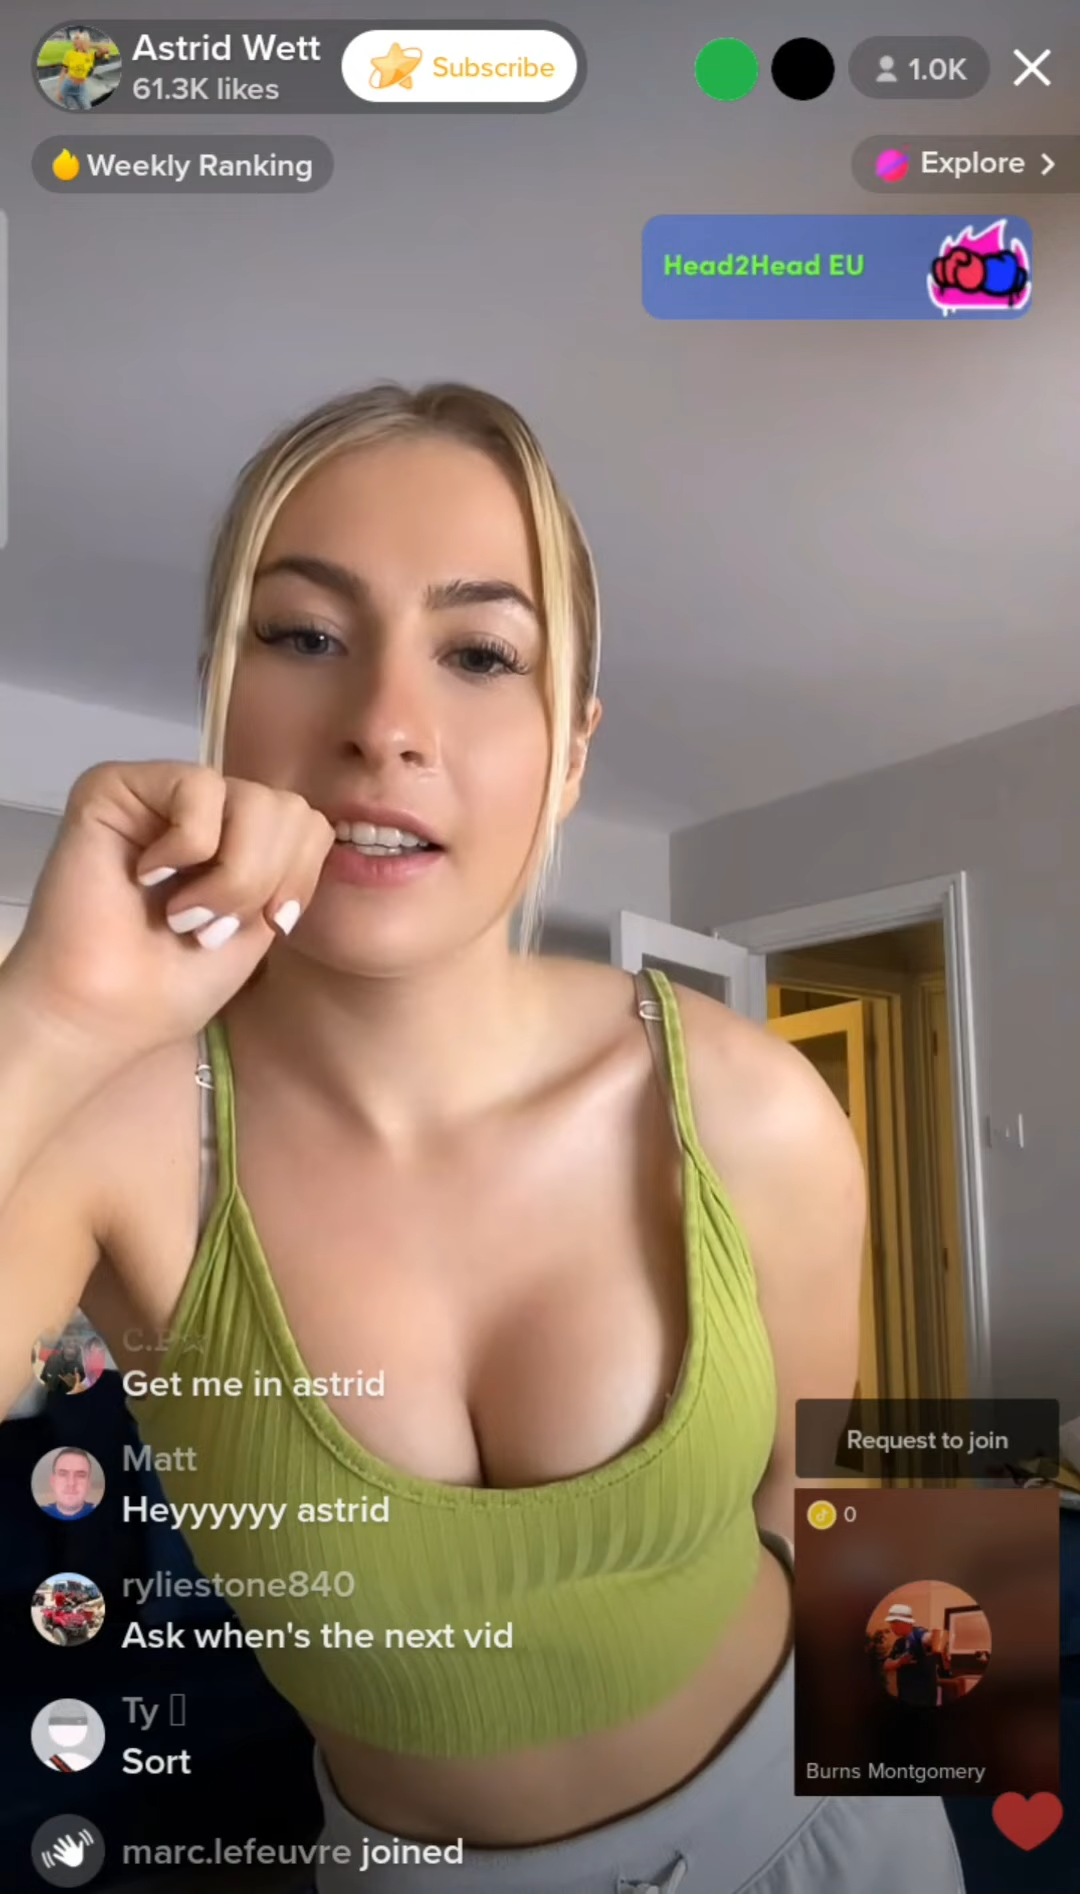 Astrid Wett
61.3K likes
Subscribe
1.0K
Weekly Ranking
Explore
Head2Head EU
Get me in astrid
Matt
Heyyyyyy astrid
ryliestone840
Ask when's the next vid
Ty
Sort
marc.lefeuvre joined
Request to join
0
Burns Montgomery